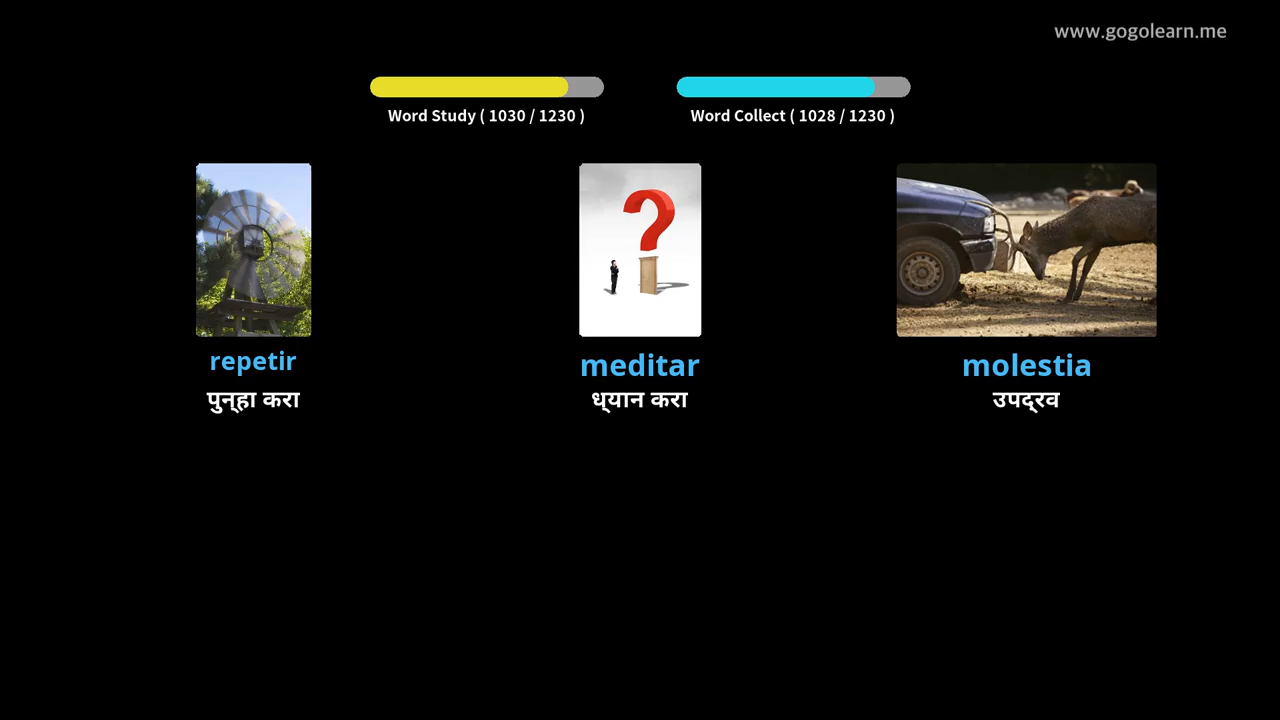 www.gogolearn.me
Word Study ( 1030 / 1230 )
Word Collect ( 1028 / 1230 )
repetir
meditar
molestia
पुन्हा करा
ध्यान करा
उपद्रव